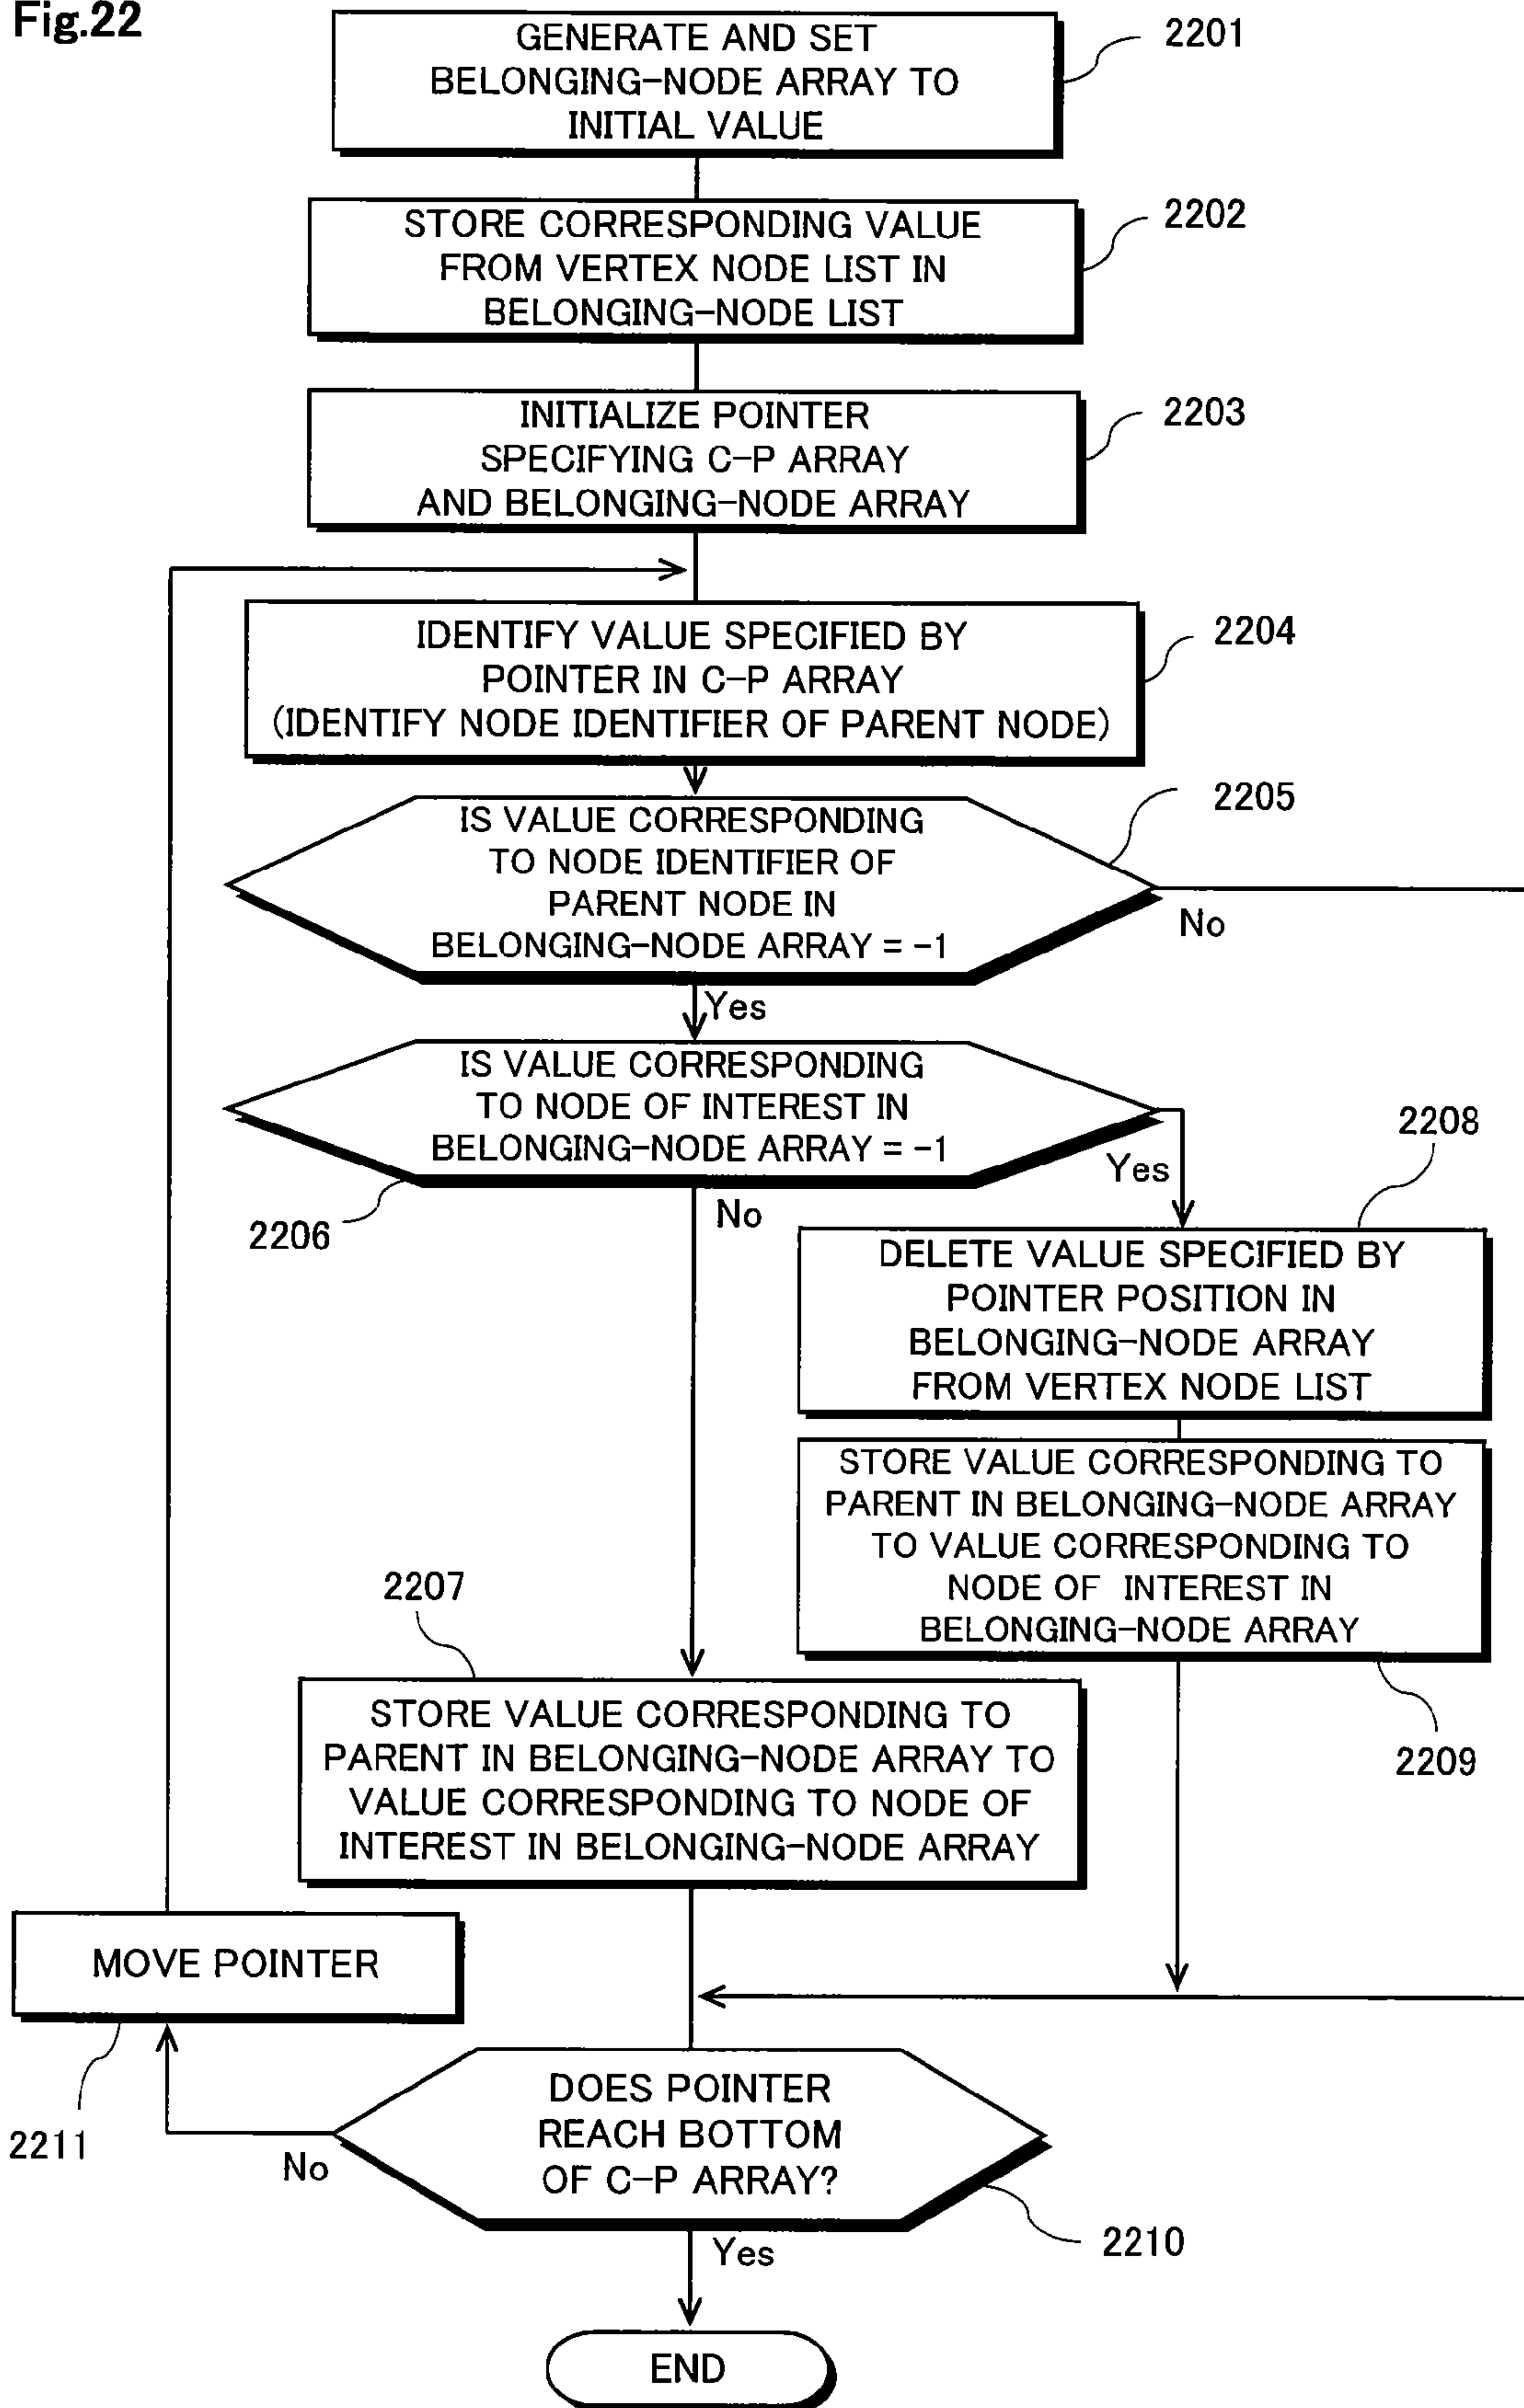 Fig.22
GENERATE AND SET
BELONGING-NODE ARRAY TO
INITIAL VALUE
2201
STORE CORRESPONDING VALUE
FROM VERTEX NODE LIST IN
BELONGING-NODE LIST
2202
INITIALIZE POINTER
SPECIFYING C-P ARRAY
AND BELONGING-NODE ARRAY
2203
IDENTIFY VALUE SPECIFIED BY
POINTER IN C-P ARRAY
(IDENTIFY NODE IDENTIFIER OF PARENT NODE)
2204
IS VALUE CORRESPONDING
TO NODE IDENTIFIER OF
PARENT NODE IN
BELONGING-NODE ARRAY = -1
2205
No
Yes
IS VALUE CORRESPONDING
TO NODE OF INTEREST IN
BELONGING-NODE ARRAY = -1
2206
Yes
No
2208
DELETE VALUE SPECIFIED BY
POINTER POSITION IN
BELONGING-NODE ARRAY
FROM VERTEX NODE LIST
STORE VALUE CORRESPONDING TO
PARENT IN BELONGING-NODE ARRAY
TO VALUE CORRESPONDING TO
NODE OF INTEREST IN
BELONGING-NODE ARRAY
2209
2207
STORE VALUE CORRESPONDING TO
PARENT IN BELONGING-NODE ARRAY TO
VALUE CORRESPONDING TO NODE OF
INTEREST IN BELONGING-NODE ARRAY
MOVE POINTER
2211
DOES POINTER
REACH BOTTOM
OF C-P ARRAY?
No
2210
Yes
END